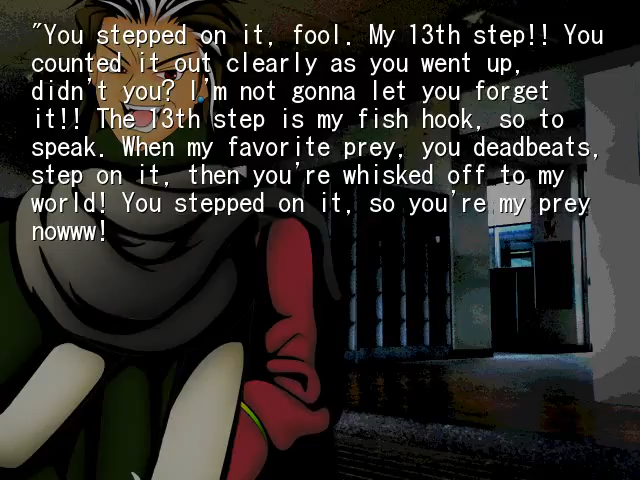 "You stepped on it, fool. My 13th step!! You
counted it out clearly as you went up,
didn't you? I'm not gonna let you forget
it!! The 13th step is my fish hook, so to
speak. When my favorite prey, you deadbeats,
step on it, then you're whisked off to my
world! You stepped on it, so you're my prey
nowww!